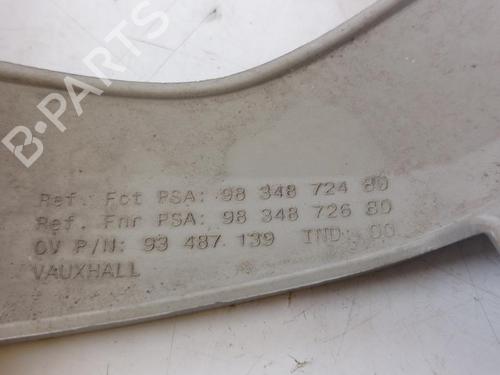 B-PARTS
Ref. Fct PSA: 98 348 724 80
Ref. Fnr PSA: 98 348 726 80
OV P/N: 93 487 139 IND: 00
VAUXHALL